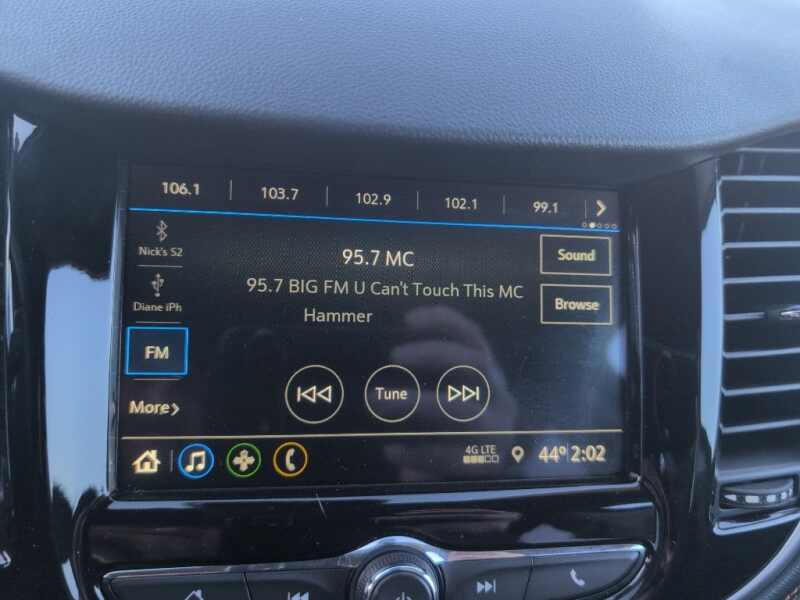 106.1 103.7 102.9 102.1 99.1
Nick's S2
Diane iPh
FM
More
95.7 MC
95.7 BIG FM U Can't Touch This MC
Hammer
Sound
Browse
Tune
4G LTE
44° 2:02